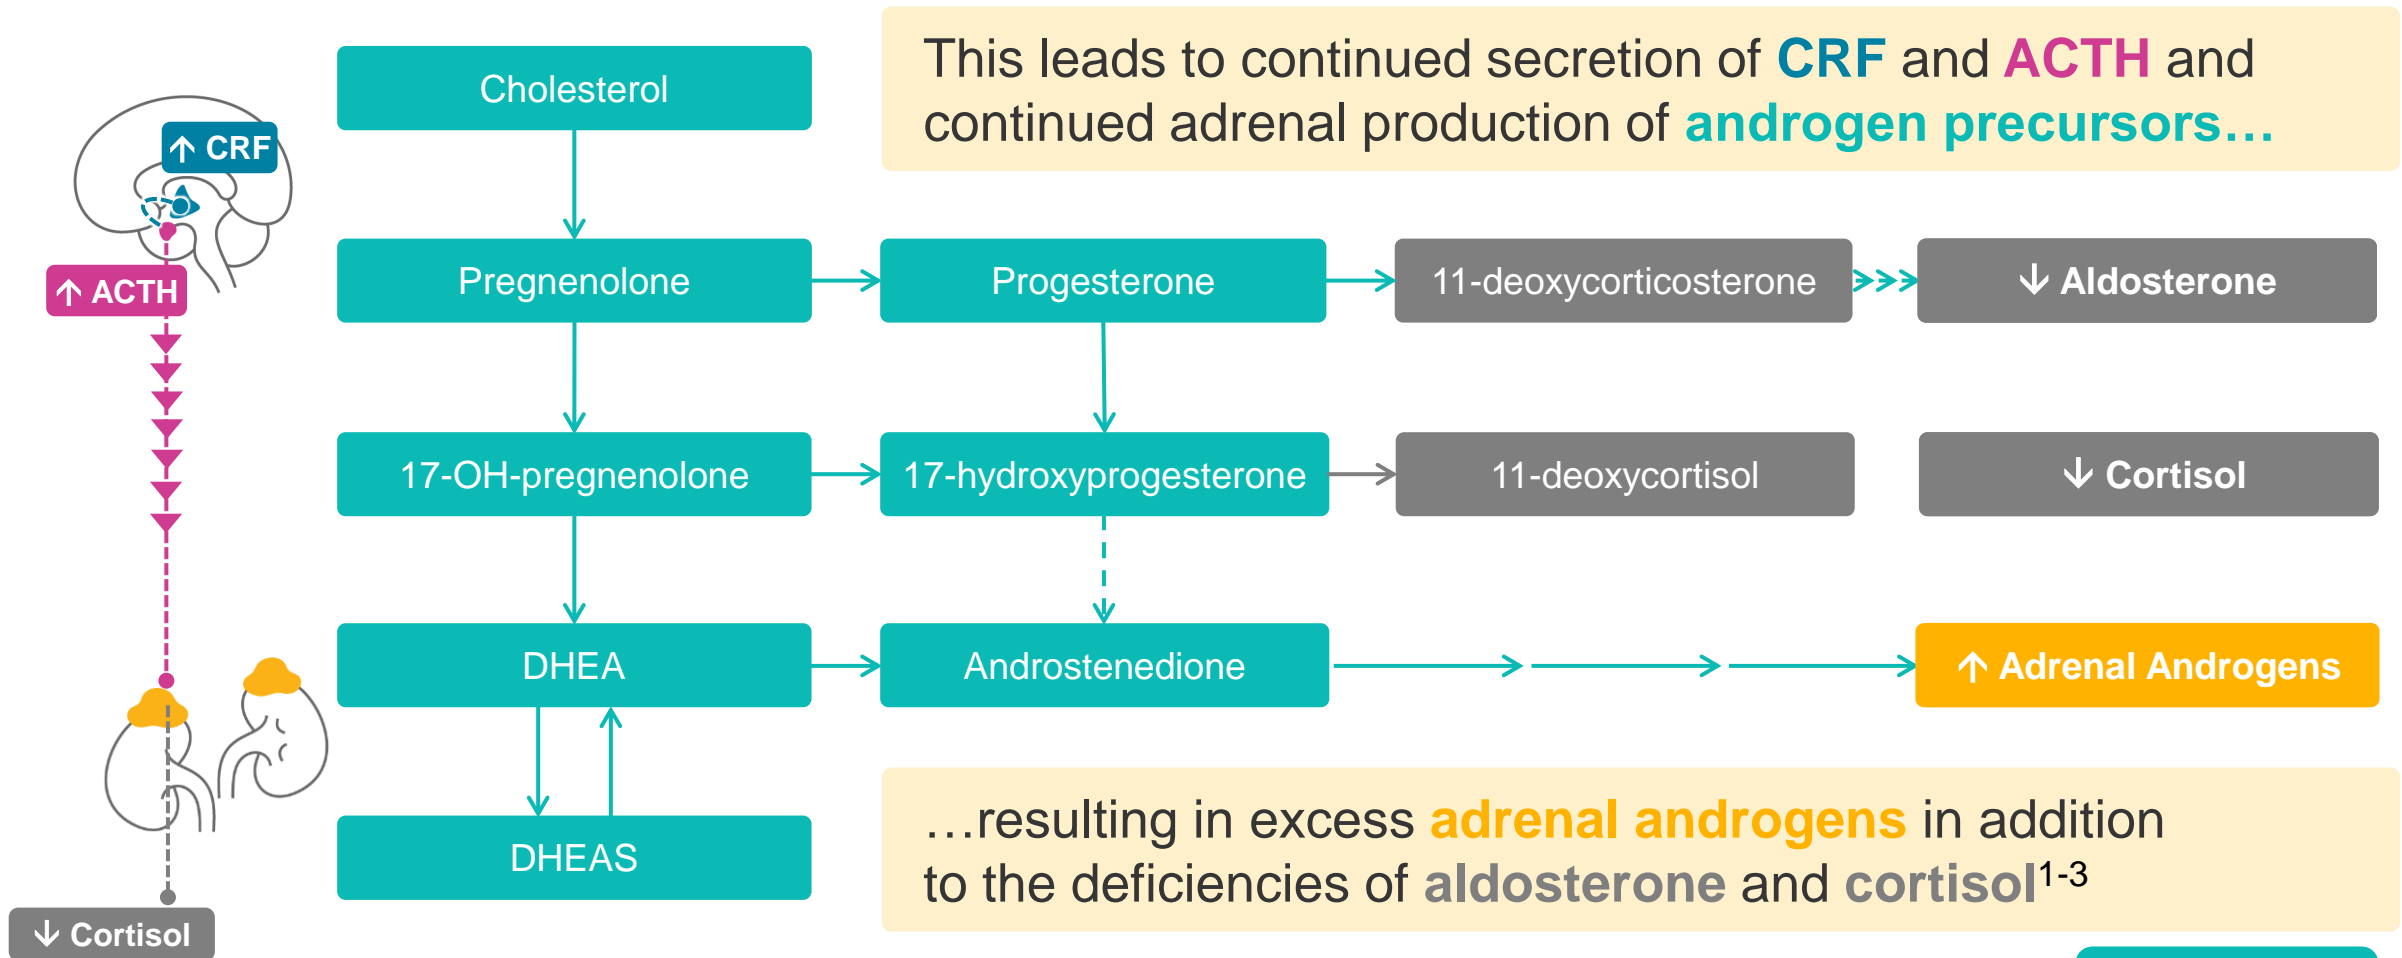 This leads to continued secretion of CRF and ACTH and
continued adrenal production of androgen precursors…
Cholesterol
↑ CRF
Pregnenolone
Progesterone
11-deoxycorticosterone
↓ Aldosterone
↑ ACTH
17-OH-pregnenolone
17-hydroxyprogesterone
11-deoxycortisol
↓ Cortisol
DHEA
Androstenedione
↑ Adrenal Androgens
DHEAS
…resulting in excess adrenal androgens in addition
to the deficiencies of aldosterone and cortisol1-3
↓ Cortisol